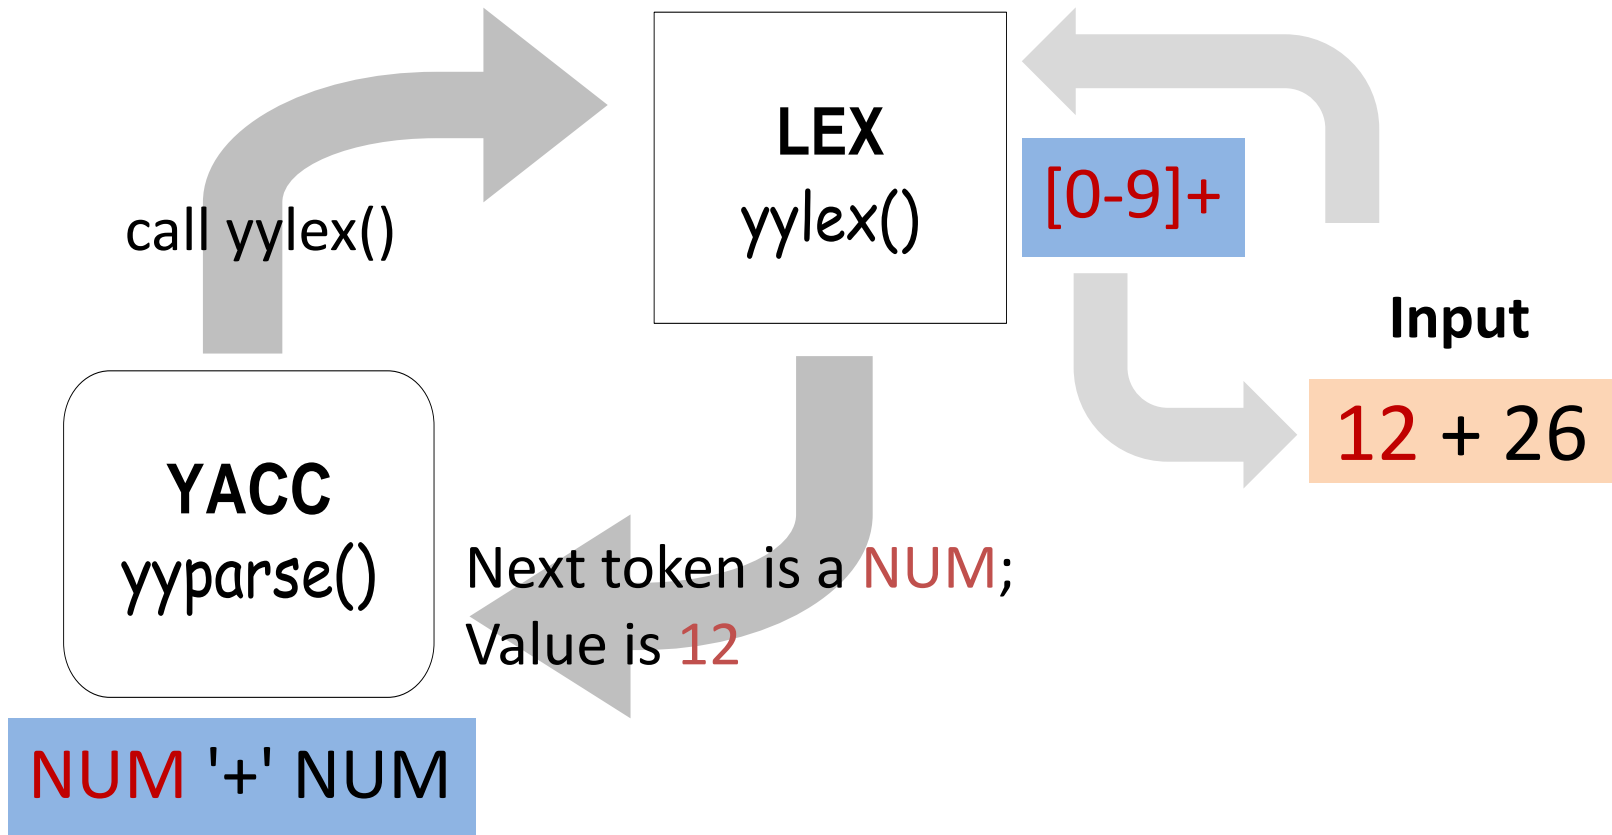 LEX
yylex()
[0-9]+
call yylex()
Input
12 + 26
YACC
yyparse()
Next token is a NUM;
Value is 12
NUM '+' NUM